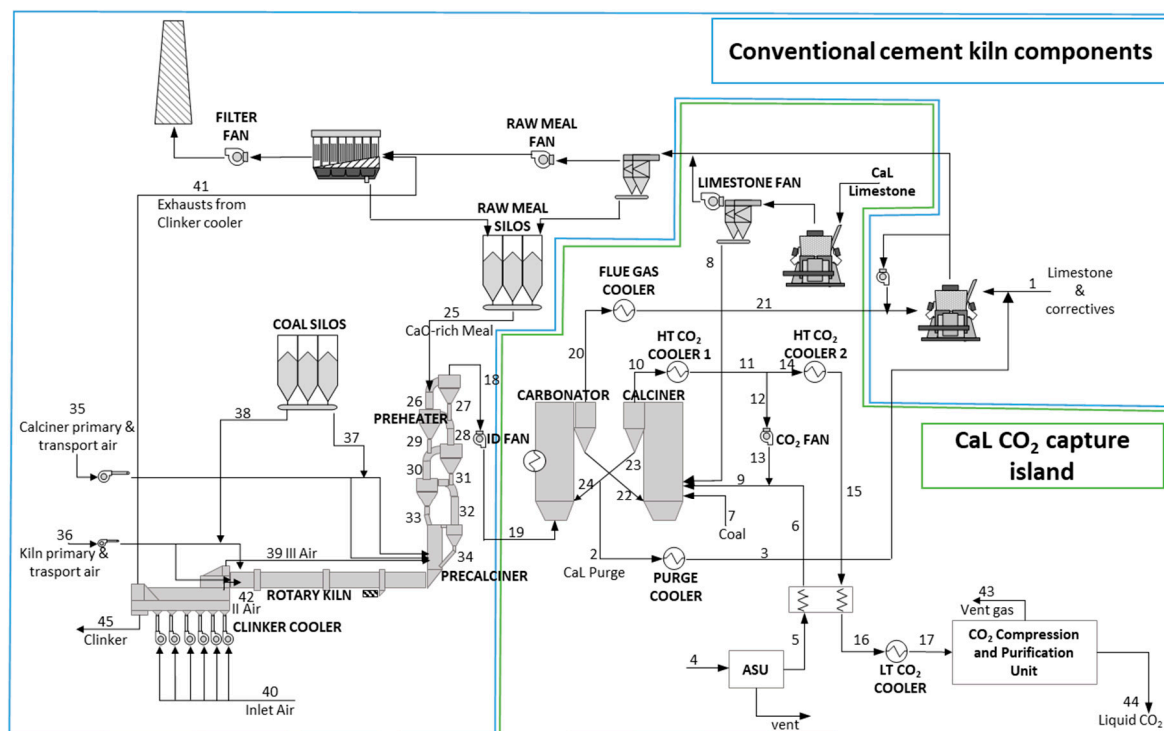 Conventional cement kiln components
FILTER
FAN
RAW MEAL
FAN
41
Exhausts from
Clinker cooler
LIMESTONE FAN
CaL
Limestone
RAW MEAL
SILOS
8
FLUE GAS
COOLER
21
1
Limestone
&
correctives
25
CaO-rich Meal
COAL SILOS
20
HT CO₂
COOLER 1
HT CO₂
COOLER 2
10
11
14
18
CARBONATOR
CALCINER
26
27
12
35
Calciner primary &
transport air
38
PREHEATER
28
ID FAN
CO₂ FAN
37
29
23
13
CaL CO₂ capture
island
30
31
24
22
9
15
33
32
7
Coal
6
36
Kiln primary &
trasport air
19
34
2
3
39 III Air
PRECALCINER
CaL Purge
PURGE
COOLER
42
II Air
ROTARY KILN
45
Clinker
CLINKER COOLER
43
Vent gas
5
16
17
CO₂ Compression
and Purification
Unit
4
ASU
LT CO₂
COOLER
40
Inlet Air
vent
44
Liquid CO₂